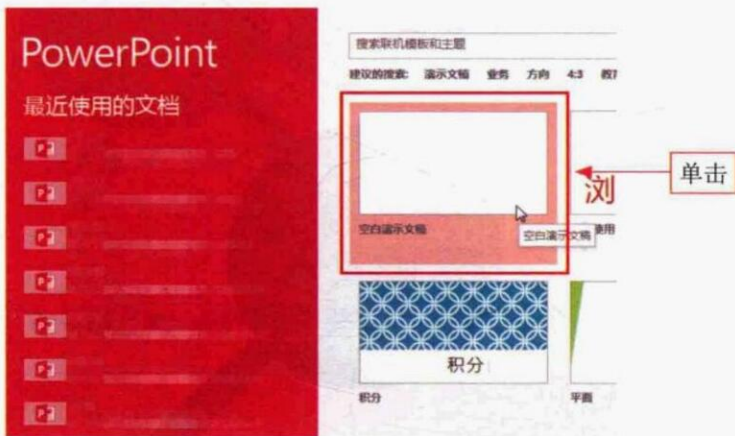 PowerPoint
最近使用的文档
搜索联机模板和主题
建议的搜索: 演示文稿 业务 方向 4:3
空白演示文稿
空白演示文稿
单击
浏
使用
积分
积分
平面